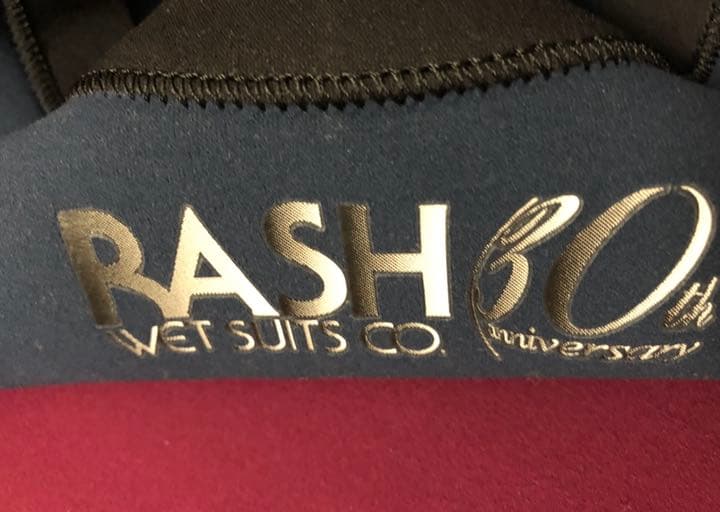 RASH 30th
WET SUITS CO. anniversary